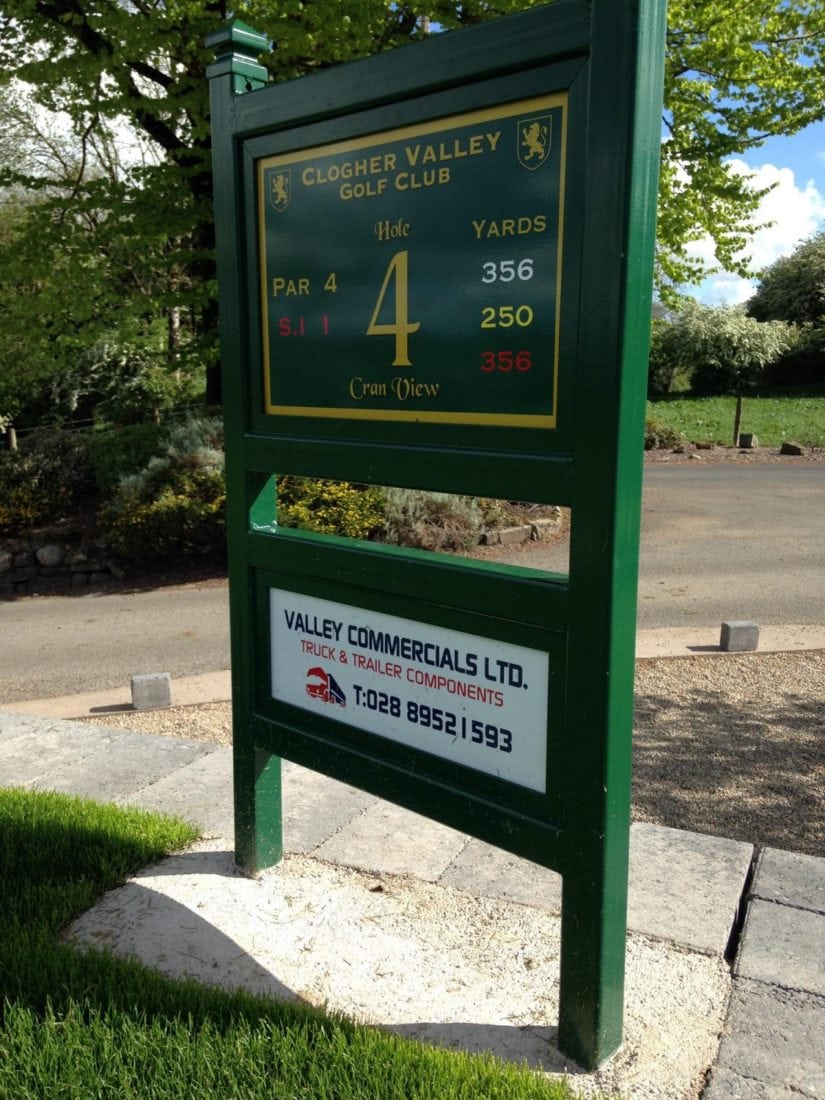 CLOGHER VALLEY
GOLF CLUB
Hole
YARDS
PAR 4
4
356
S.I 1
250
356
Cran View
VALLEY COMMERCIALS LTD.
TRUCK & TRAILER COMPONENTS
T:028 89521593